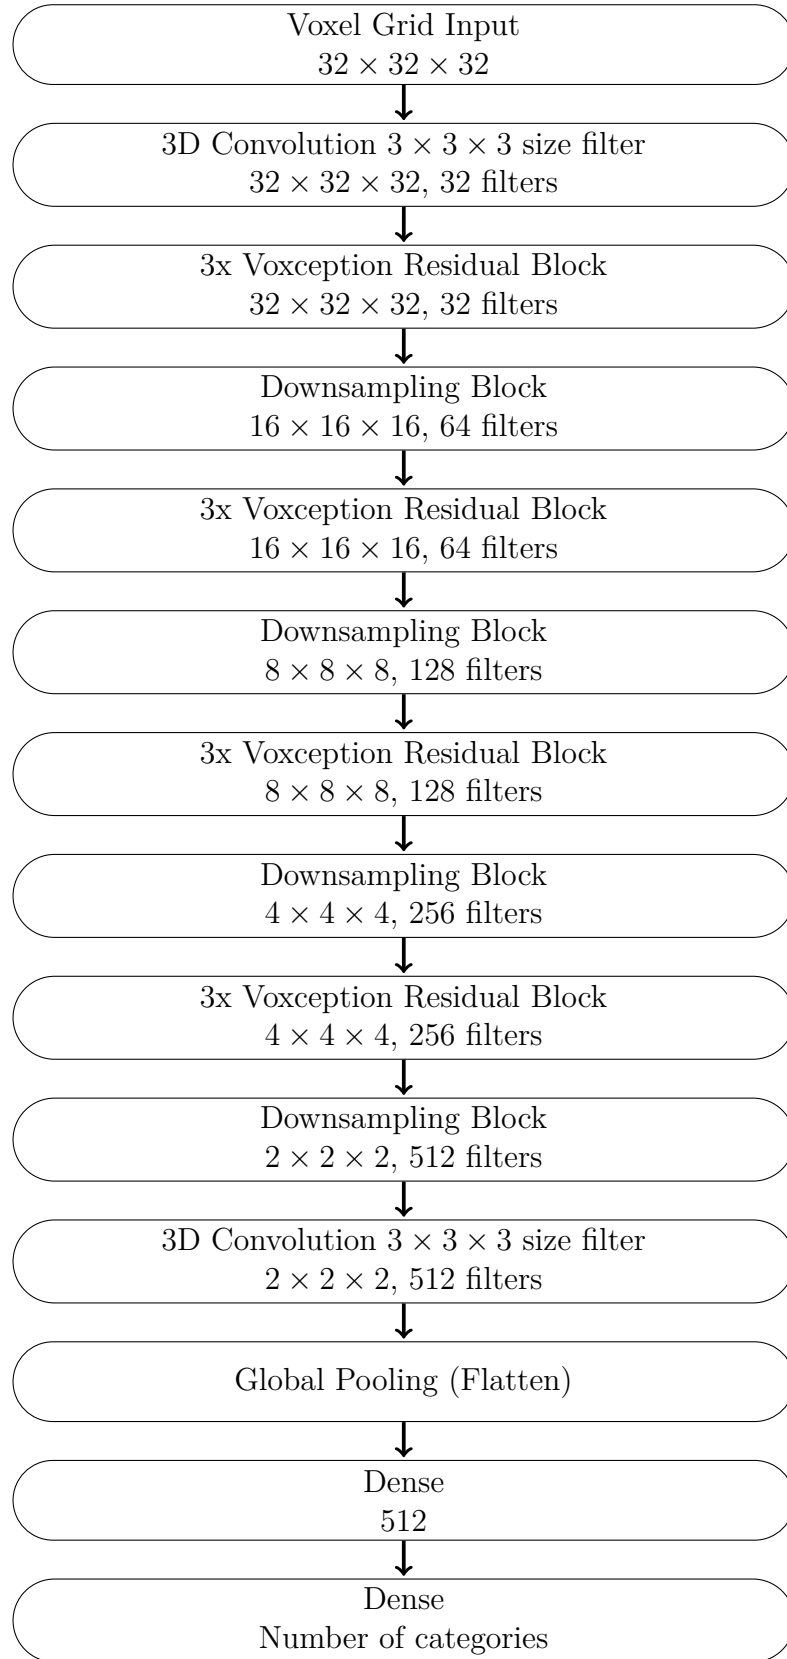 Voxel Grid Input
32 × 32 × 32
3D Convolution 3 × 3 × 3 size filter
32 × 32 × 32, 32 filters
3x Voxception Residual Block
32 × 32 × 32, 32 filters
Downsampling Block
16 × 16 × 16, 64 filters
3x Voxception Residual Block
16 × 16 × 16, 64 filters
Downsampling Block
8 × 8 × 8, 128 filters
3x Voxception Residual Block
8 × 8 × 8, 128 filters
Downsampling Block
4 × 4 × 4, 256 filters
3x Voxception Residual Block
4 × 4 × 4, 256 filters
Downsampling Block
2 × 2 × 2, 512 filters
3D Convolution 3 × 3 × 3 size filter
2 × 2 × 2, 512 filters
Global Pooling (Flatten)
Dense
512
Dense
Number of categories